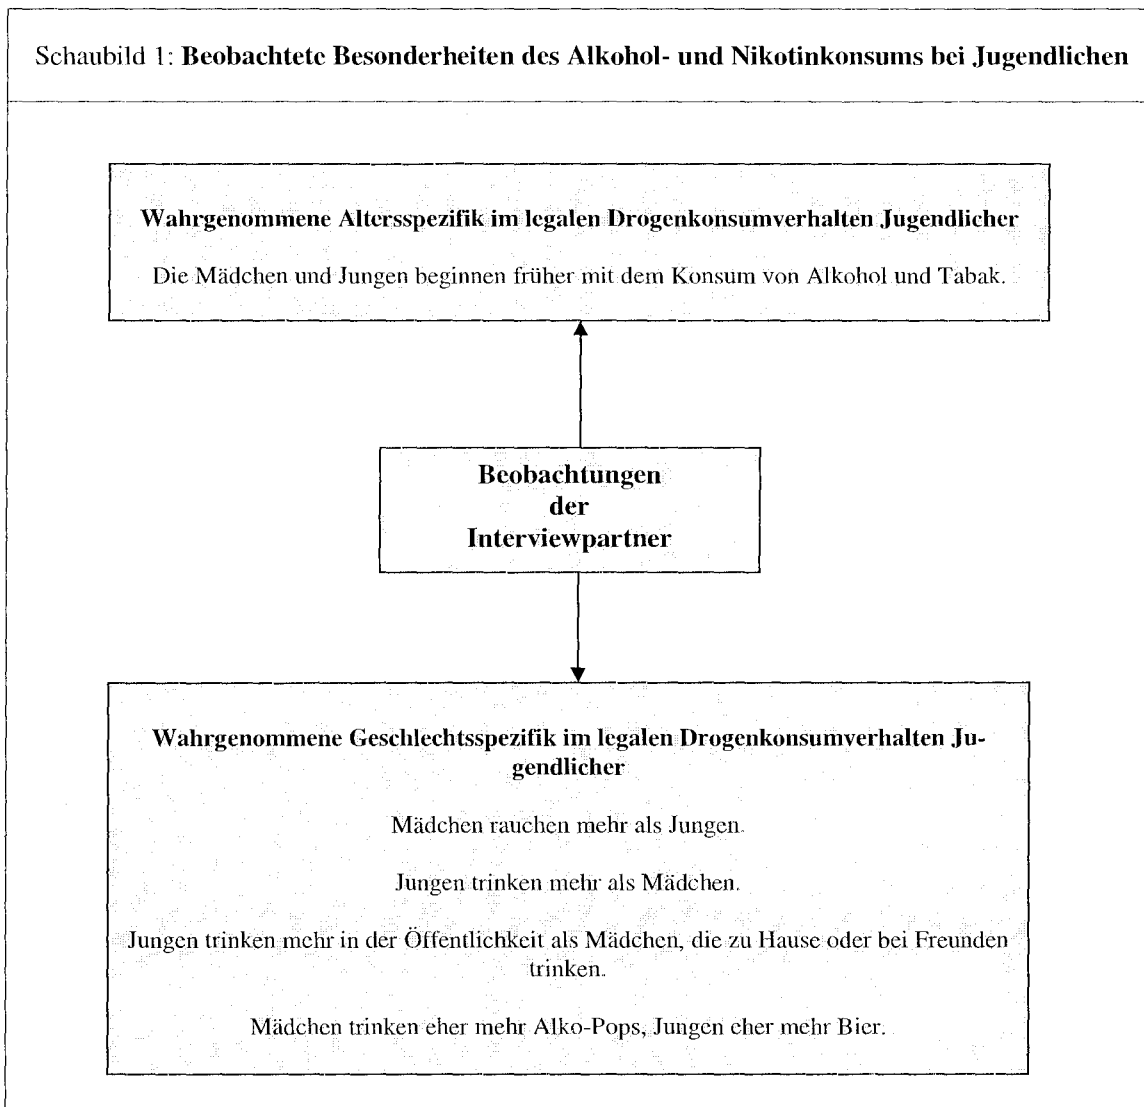 Schaubild 1: Beobachtete Besonderheiten des Alkohol- und Nikotinkonsums bei Jugendlichen
Wahrgenommene Altersspezifik im legalen Drogenkonsumverhalten Jugendlicher
Die Mädchen und Jungen beginnen früher mit dem Konsum von Alkohol und Tabak.
Beobachtungen
der
Interviewpartner
Wahrgenommene Geschlechtsspezifik im legalen Drogenkonsumverhalten Ju-
gendlicher
Mädchen rauchen mehr als Jungen.
Jungen trinken mehr als Mädchen.
Jungen trinken mehr in der Öffentlichkeit als Mädchen, die zu Hause oder bei Freunden
trinken.
Mädchen trinken eher mehr Alko-Pops, Jungen eher mehr Bier.